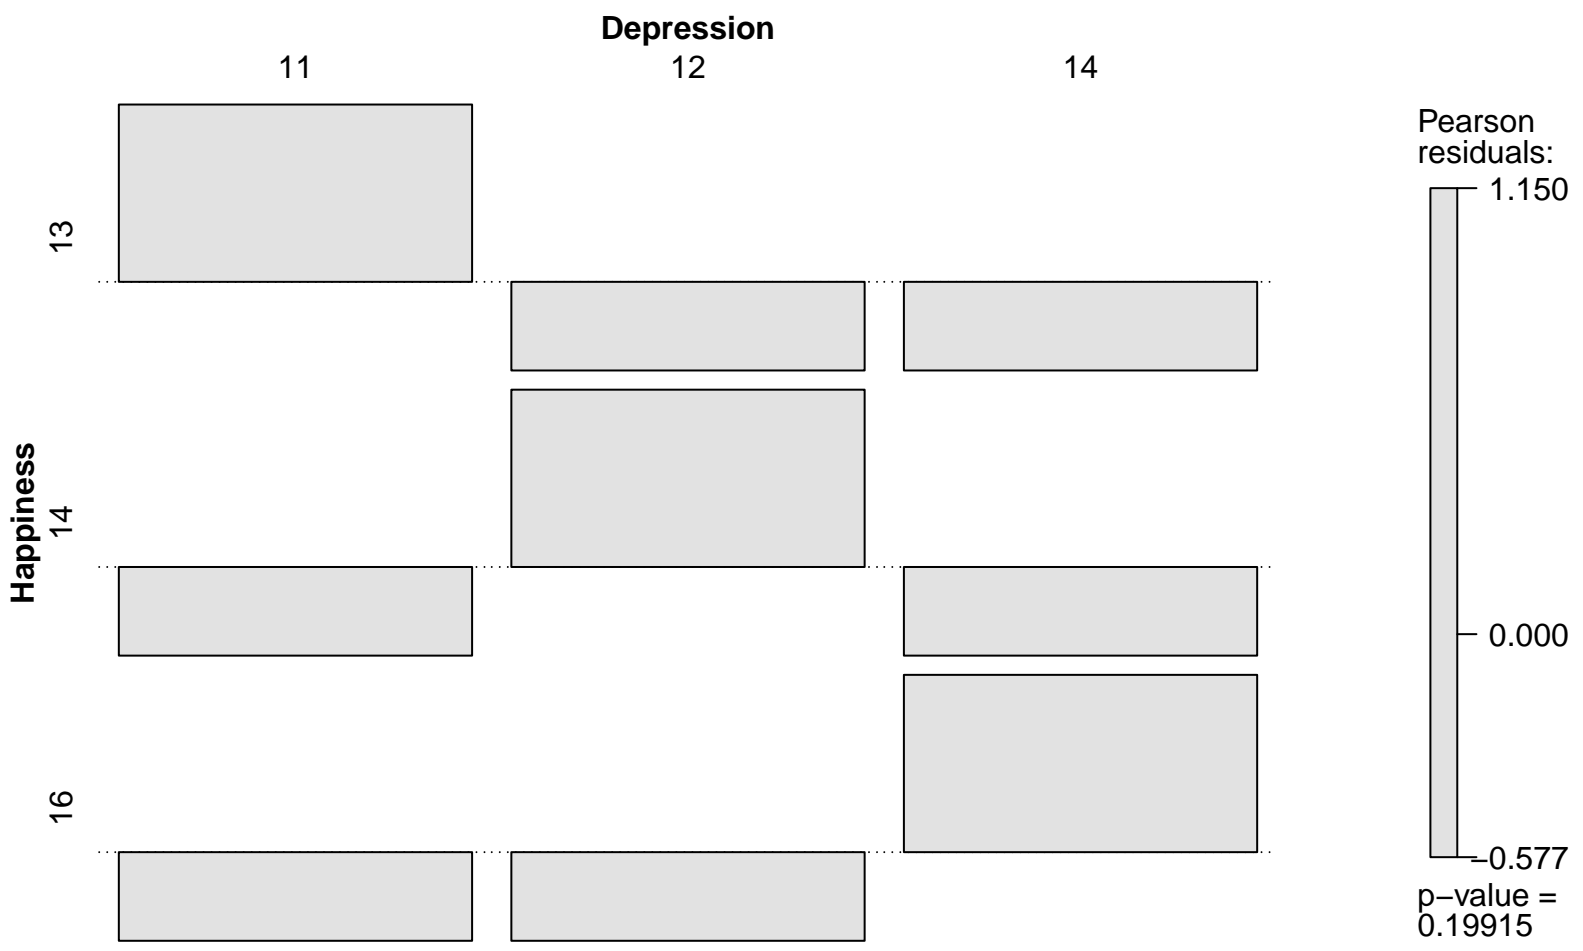 Depression
11 12 14
Happiness
13
14
16
Pearson
residuals:
1.150
0.000
−0.577
p−value =
0.19915